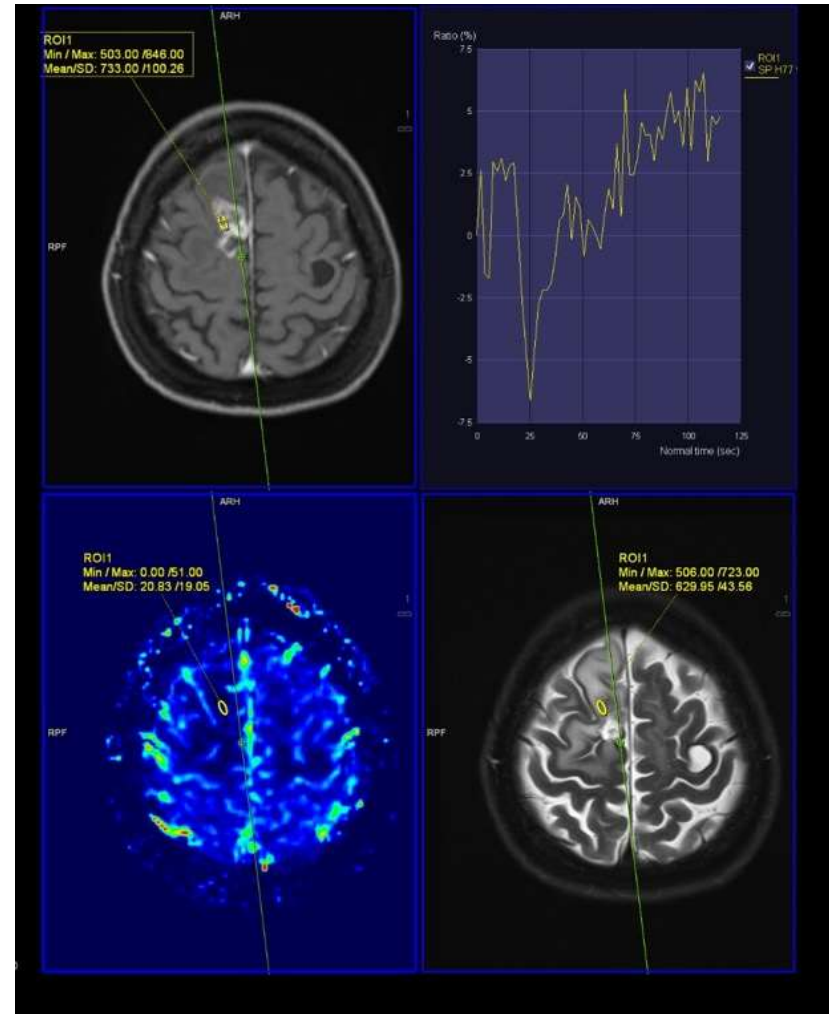 ARH
ROI1
Min / Max: 503.00 /846.00
Mean/SD: 733.00 /100.26
1
RPF
Ratio (%)
7.5
5
2.5
0
-2.5
-5
-7.5
0 25 50 75 100 125
Normal time (sec)
ROI1
SP H77
ARH
ROI1
Min / Max: 0.00 /51.00
Mean/SD: 20.83 /19.05
1
RPF
ARH
ROI1
Min / Max: 506.00 /723.00
Mean/SD: 629.95 /43.56
1
RPF